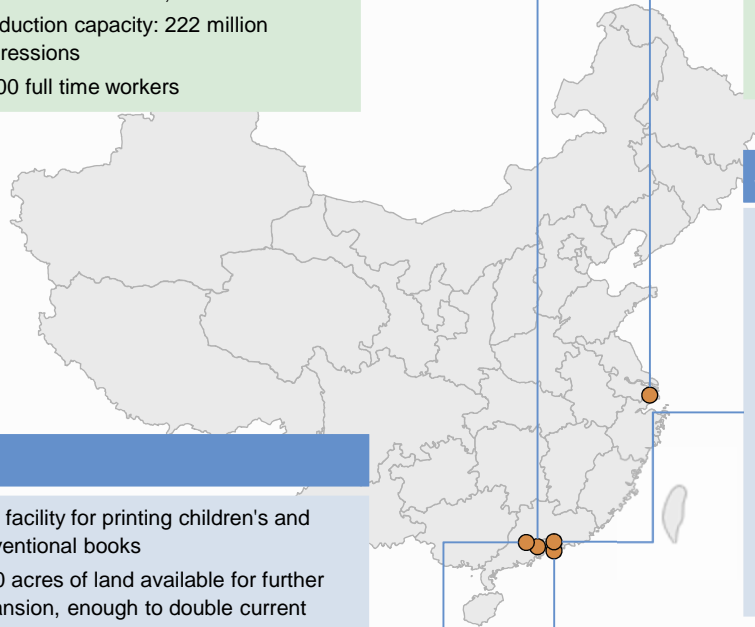 duction capacity: 222 million
ressions
00 full time workers
facility for printing children's and
ventional books
0 acres of land available for further
ansion, enough to double current